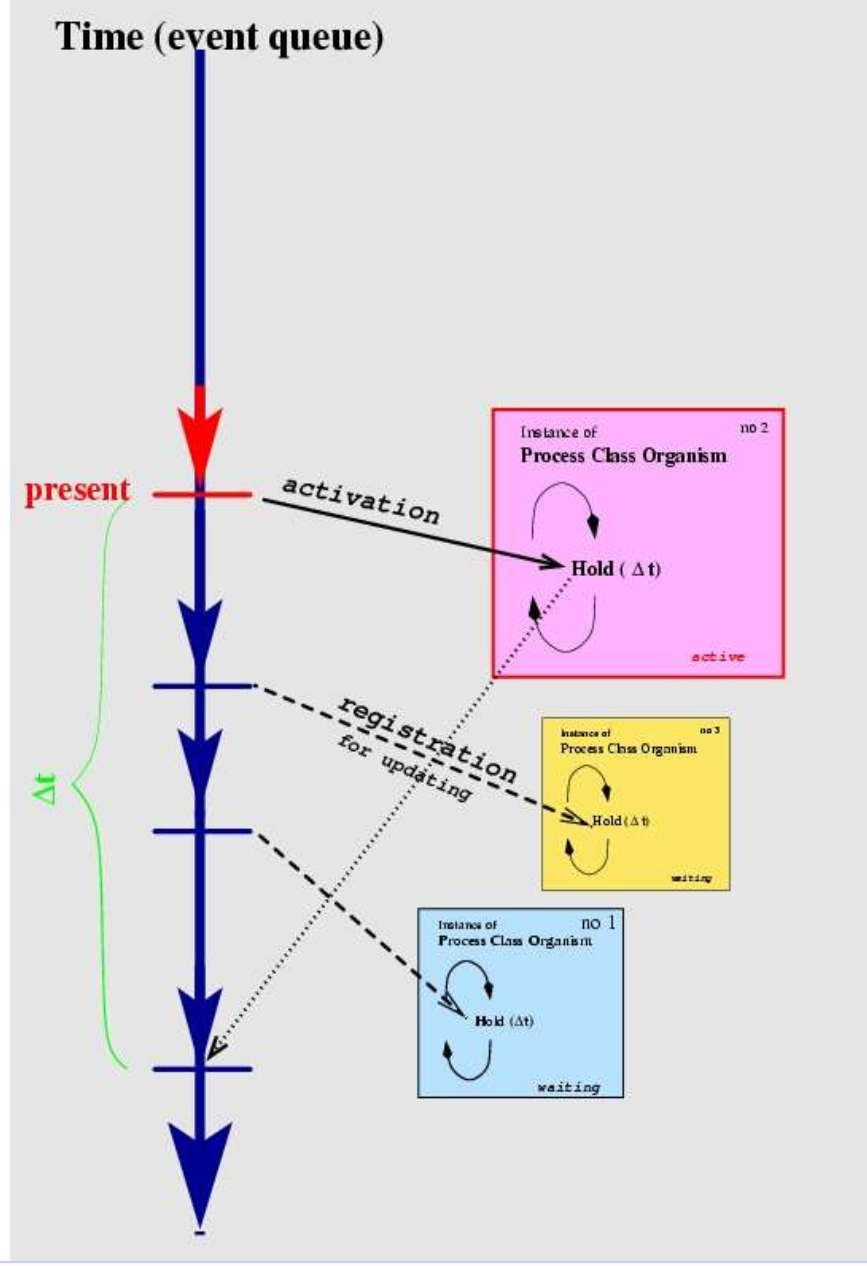 Time (event queue)
present
activation
Instance of
no 2
Process Class Organism
Hold ( Δ t)
active
registration
for updating
Instance of
no 3
Process Class Organism
Hold (Δ t)
waiting
Δt
Instance of
no 1
Process Class Organism
Hold (Δt)
waiting